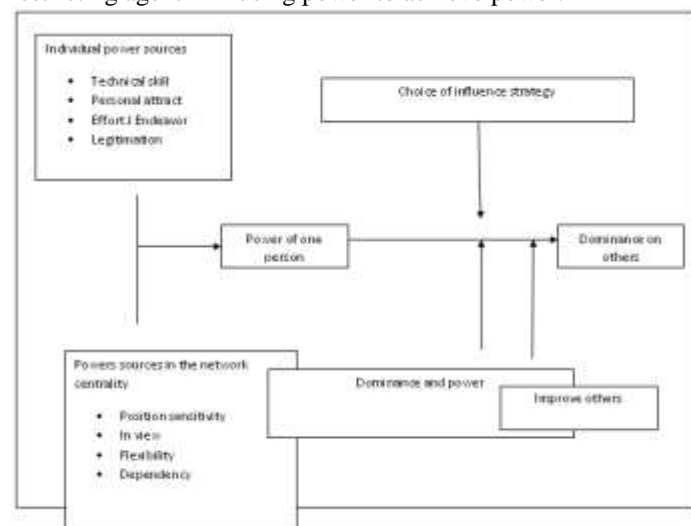 Individual power sources
• Technical skill
• Personal attract
• Effort / Endeavor
• Legitimation
Choice of influence strategy
Power of one
person
Dominance on
others
Powers sources in the network
centrality
• Position sensitivity
• In view
• Flexibility
• Dependency
Dominance and power
Improve others